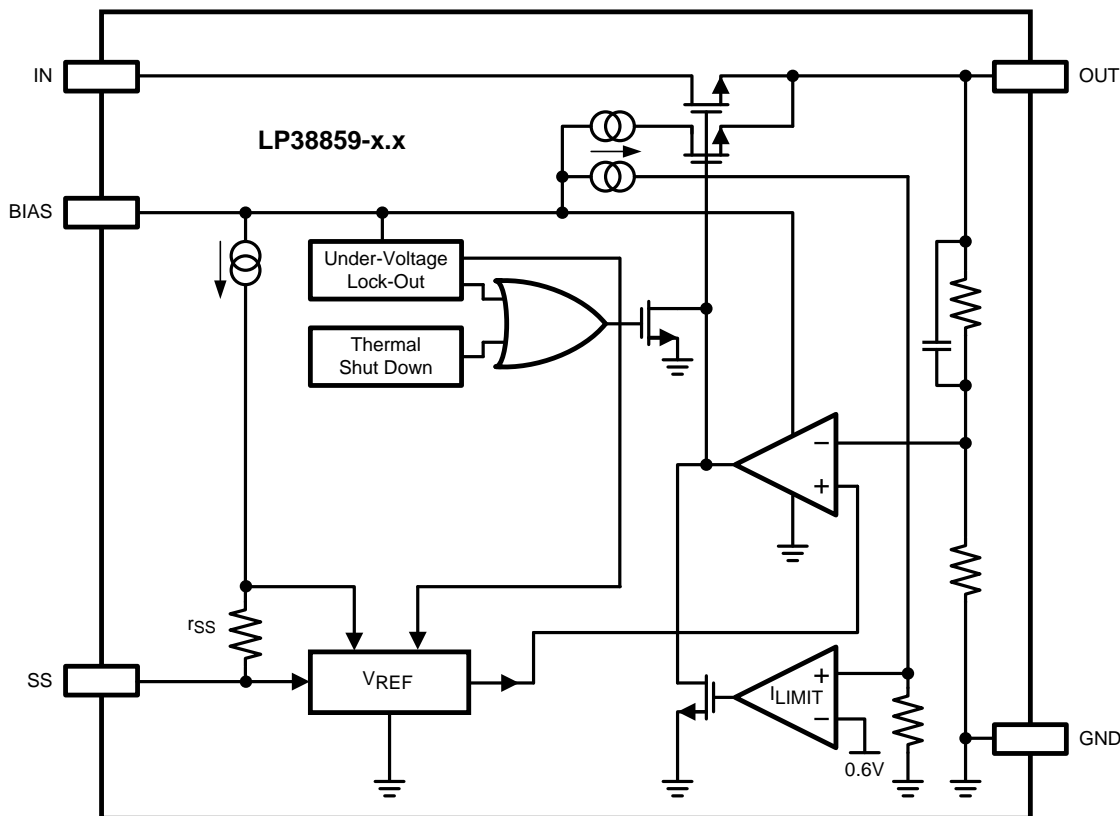 IN
OUT
LP38859-x.x
BIAS
Under-Voltage
Lock-Out
Thermal
Shut Down
−
+
rSS
SS
VREF
+
ILIMIT
−
0.6V
GND